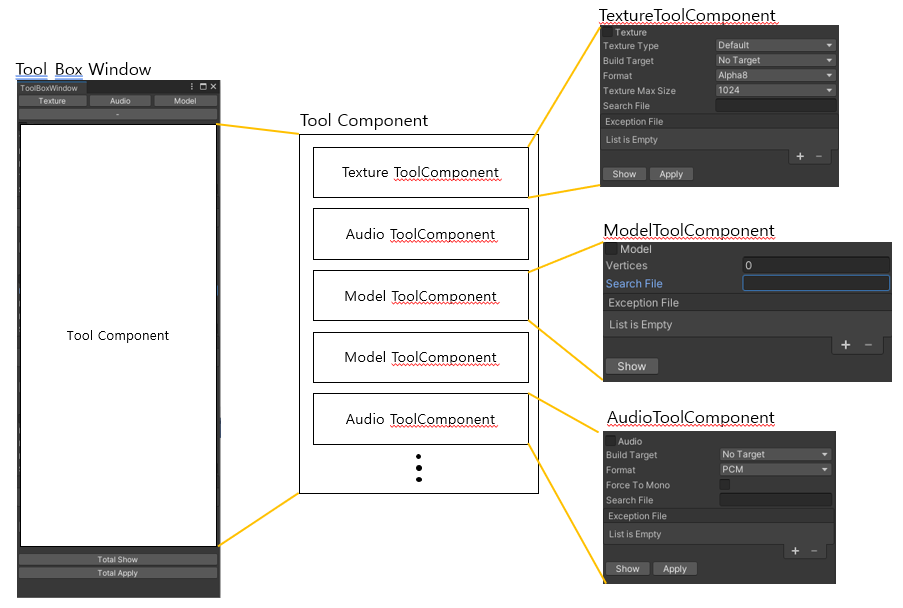 Tool Box Window
ToolBoxWindow
Texture Audio Model
-
Tool Component
Total Show
Total Apply
Tool Component
Texture ToolComponent
Audio ToolComponent
Model ToolComponent
Model ToolComponent
Audio ToolComponent
TextureToolComponent
Texture
Texture Type Default
Build Target No Target
Format Alpha8
Texture Max Size 1024
Search File
Exception File
List is Empty
+ −
Show Apply
ModelToolComponent
Model
Vertices 0
Search File
Exception File
List is Empty
+ −
Show
AudioToolComponent
Audio
Build Target No Target
Format PCM
Force To Mono
Search File
Exception File
List is Empty
+ −
Show Apply